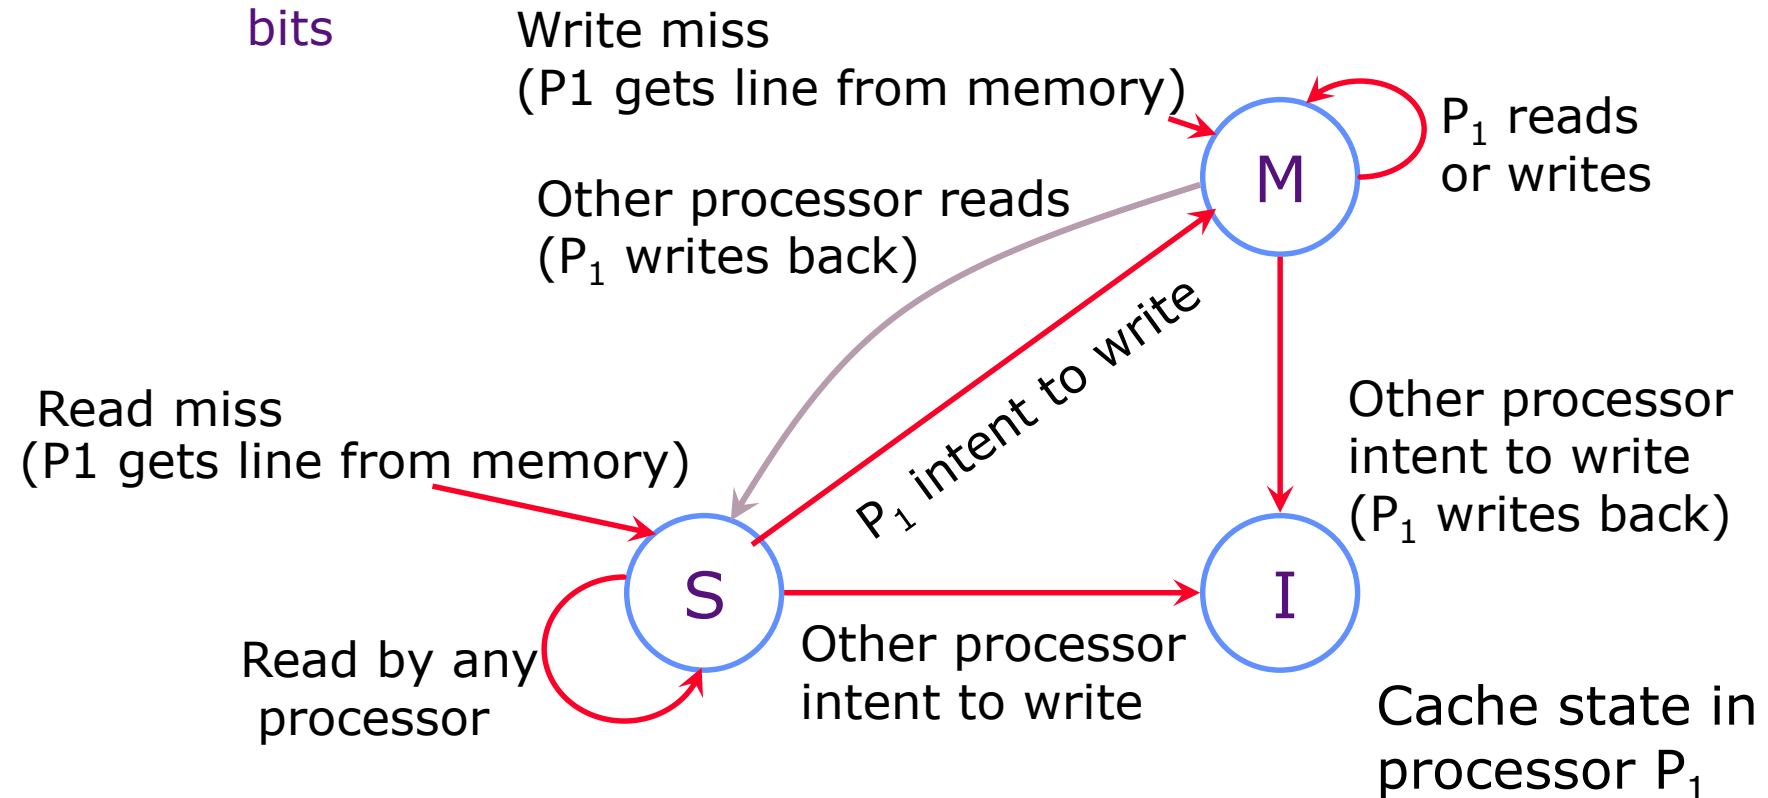 bits
Write miss
(P1 gets line from memory)
P₁ reads
or writes
M
Other processor reads
(P₁ writes back)
P₁ intent to write
Read miss
(P1 gets line from memory)
Other processor
intent to write
(P₁ writes back)
S
I
Read by any
processor
Other processor
intent to write
Cache state in
processor P₁